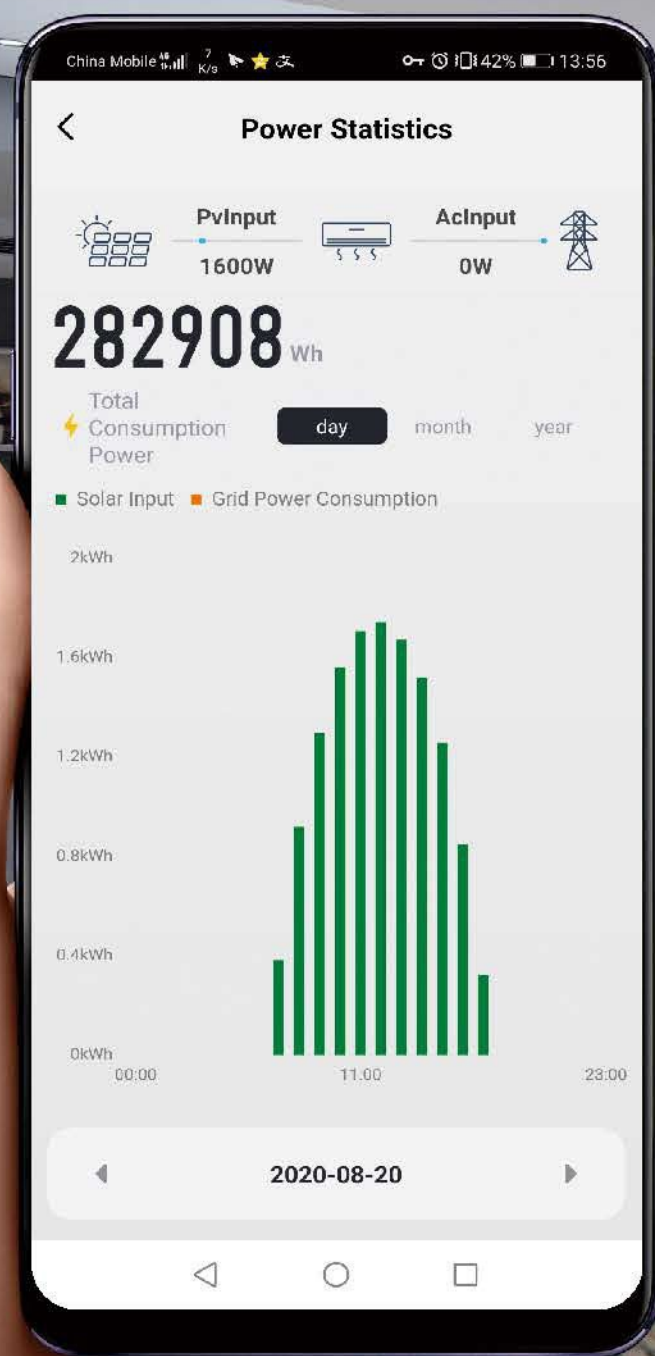 China Mobile 4G 7 K/s 42% 13:56
Power Statistics
PvInput AcInput
1600W 0W
282908 Wh
Total
Consumption
Power
day month year
Solar Input Grid Power Consumption
2kWh
1.6kWh
1.2kWh
0.8kWh
0.4kWh
0kWh
00:00 11:00 23:00
2020-08-20